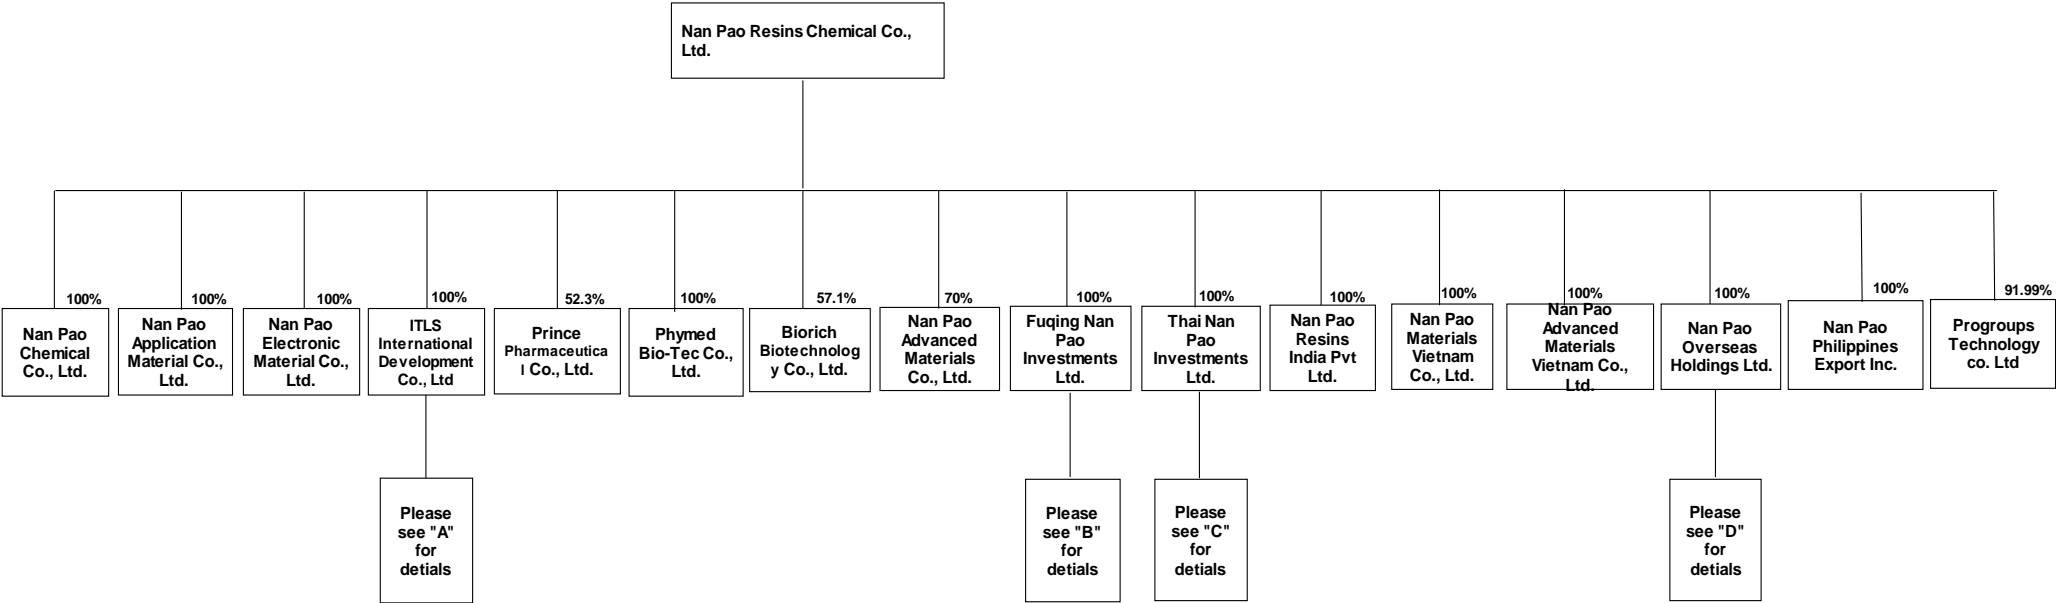 Nan Pao Resins Chemical Co.,
Ltd.
100%
Nan Pao
Chemical
Co., Ltd.
100%
Nan Pao
Application
Material Co.,
Ltd.
100%
Nan Pao
Electronic
Material Co.,
Ltd.
100%
ITLS
International
Development
Co., Ltd
52.3%
Prince
Pharmaceutica
l Co., Ltd.
100%
Phymed
Bio-Tec Co.,
Ltd.
57.1%
Biorich
Biotechnolog
y Co., Ltd.
70%
Nan Pao
Advanced
Materials
Co., Ltd.
100%
Fuqing Nan
Pao
Investments
Ltd.
100%
Thai Nan
Pao
Investments
Ltd.
100%
Nan Pao
Resins
India Pvt
Ltd.
100%
Nan Pao
Materials
Vietnam
Co., Ltd.
100%
Nan Pao
Advanced
Materials
Vietnam Co.,
Ltd.
100%
Nan Pao
Overseas
Holdings Ltd.
100%
Nan Pao
Philippines
Export Inc.
91.99%
Progroups
Technology
co. Ltd
Please
see "A"
for
detials
Please
see "B"
for
detials
Please
see "C"
for
detials
Please
see "D"
for
detials